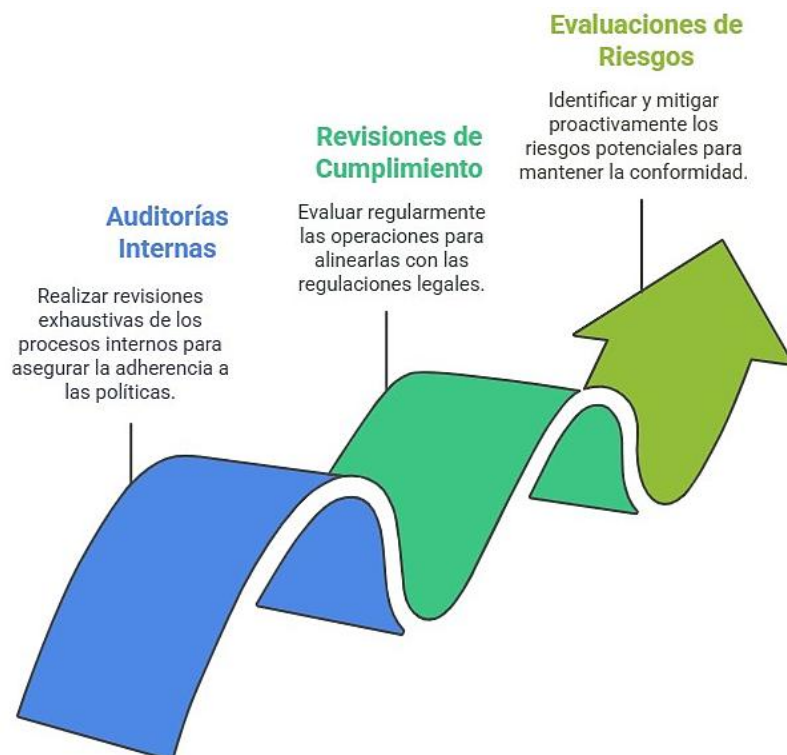 Auditorías
Internas
Realizar revisiones
exhaustivas de los
procesos internos para
asegurar la adherencia a
las políticas.
Revisiones de
Cumplimiento
Evaluar regularmente
las operaciones para
alinearlas con las
regulaciones legales.
Evaluaciones de
Riesgos
Identificar y mitigar
proactivamente los
riesgos potenciales para
mantener la conformidad.